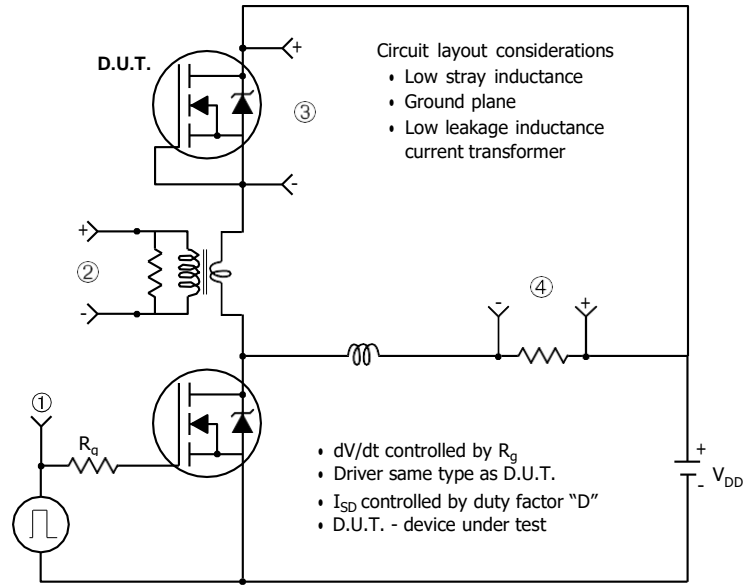 D.U.T.
+
③
-
Circuit layout considerations
• Low stray inductance
• Ground plane
• Low leakage inductance
current transformer
+
②
-
-
④
+
①
Rg
• dV/dt controlled by Rg
• Driver same type as D.U.T.
• ISD controlled by duty factor “D”
• D.U.T. - device under test
+
-
VDD